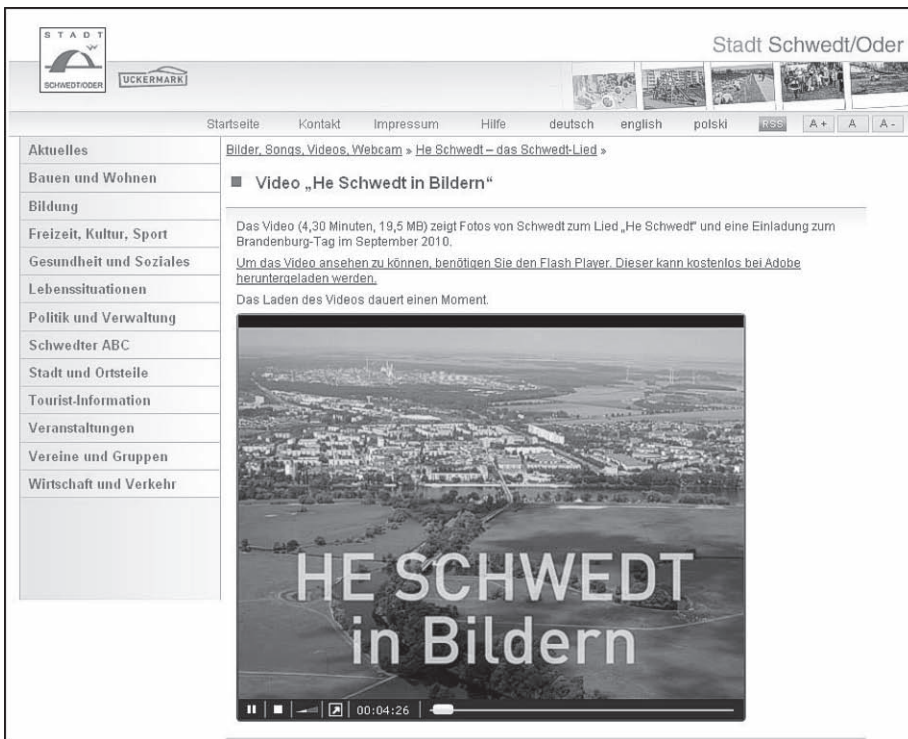 STADT
SCHWEDT/ODER
UCKERMARK
Stadt Schwedt/Oder
Startseite Kontakt Impressum Hilfe deutsch english polski RSS A+ A A-
Aktuelles
Bauen und Wohnen
Bildung
Freizeit, Kultur, Sport
Gesundheit und Soziales
Lebenssituationen
Politik und Verwaltung
Schwedter ABC
Stadt und Ortsteile
Tourist-Information
Veranstaltungen
Vereine und Gruppen
Wirtschaft und Verkehr
Bilder, Songs, Videos, Webcam » He Schwedt – das Schwedt-Lied »
Video „He Schwedt in Bildern“
Das Video (4,30 Minuten, 19,5 MB) zeigt Fotos von Schwedt zum Lied „He Schwedt“ und eine Einladung zum
Brandenburg-Tag im September 2010.
Um das Video ansehen zu können, benötigen Sie den Flash Player. Dieser kann kostenlos bei Adobe
heruntergeladen werden.
Das Laden des Videos dauert einen Moment.
HE SCHWEDT
in Bildern
00:04:26